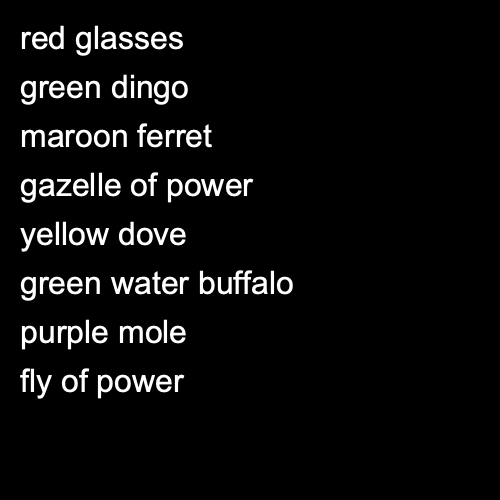 red glasses
green dingo
maroon ferret
gazelle of power
yellow dove
green water buffalo
purple mole
fly of power